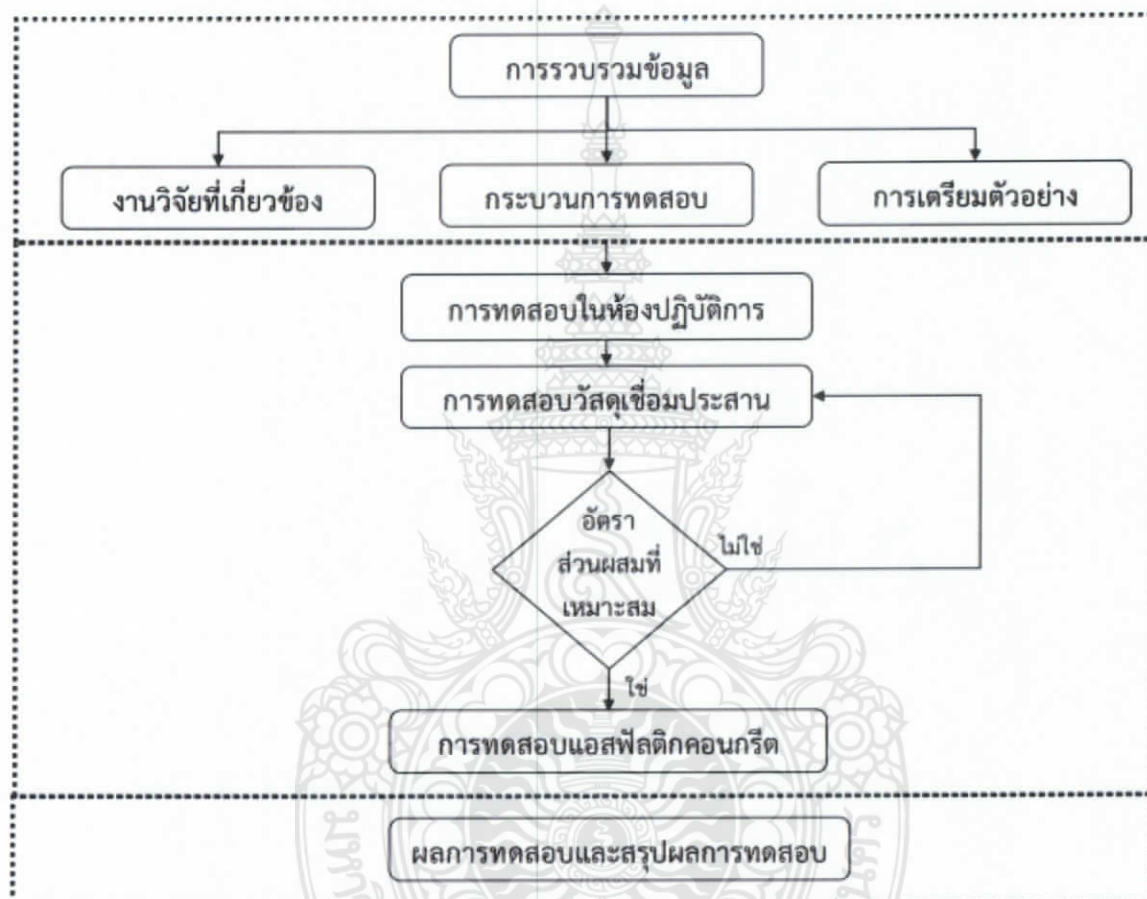 การรวบรวมข้อมูล
งานวิจัยที่เกี่ยวข้อง
กระบวนการทดสอบ
การเตรียมตัวอย่าง
การทดสอบในห้องปฏิบัติการ
การทดสอบวัสดุเชื่อมประสาน
อัตรา
ส่วนผสมที่
เหมาะสม
ไม่ใช่
ใช่
การทดสอบแอสฟัลติกคอนกรีต
ผลการทดสอบและสรุปผลการทดสอบ